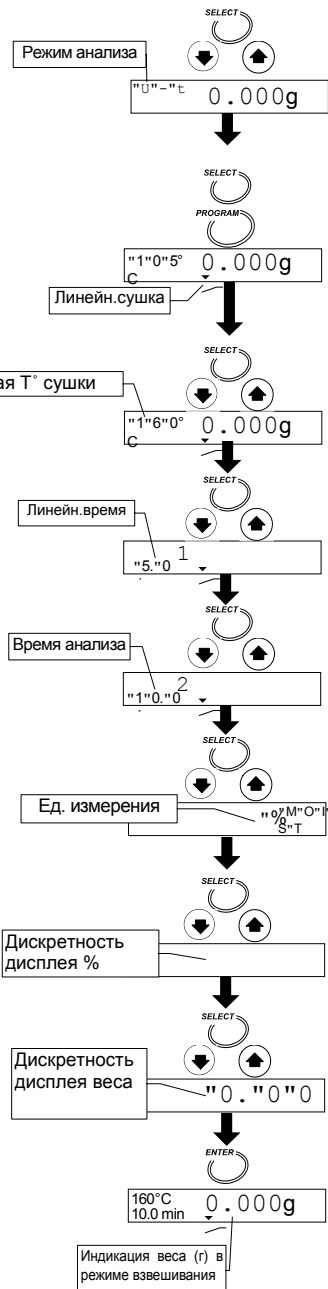 SELECT
Режим анализа
"U"-"t 0.000g
SELECT
PROGRAM
"1"0"5° 0.000g
C
Линейн.сушка
SELECT
ая T° сушки
"1"6"0° 0.000g
C
SELECT
Линейн.время
1
"5."0
SELECT
Время анализа
2
"1"0."0
SELECT
Ед. измерения
"%"M"O"I"
S"T
SELECT
Дискретность
дисплея %
SELECT
Дискретность
дисплея веса
"0."0"0
ENTER
160°C 0.000g
10.0 min
Индикация веса (г) в
режиме взвешивания